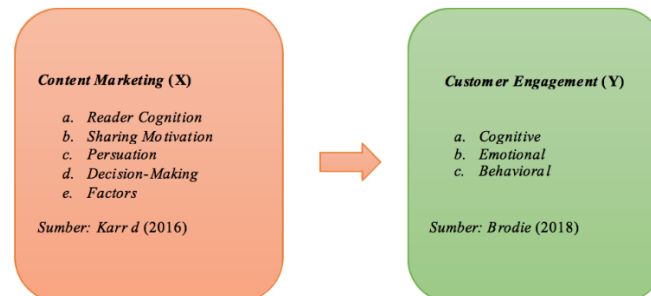 Content Marketing (X)
a. Reader Cognition
b. Sharing Motivation
c. Persuation
d. Decision-Making
e. Factors
Sumber: Karr d (2016)
Customer Engagement (Y)
a. Cognitive
b. Emotional
c. Behavioral
Sumber: Brodie (2018)